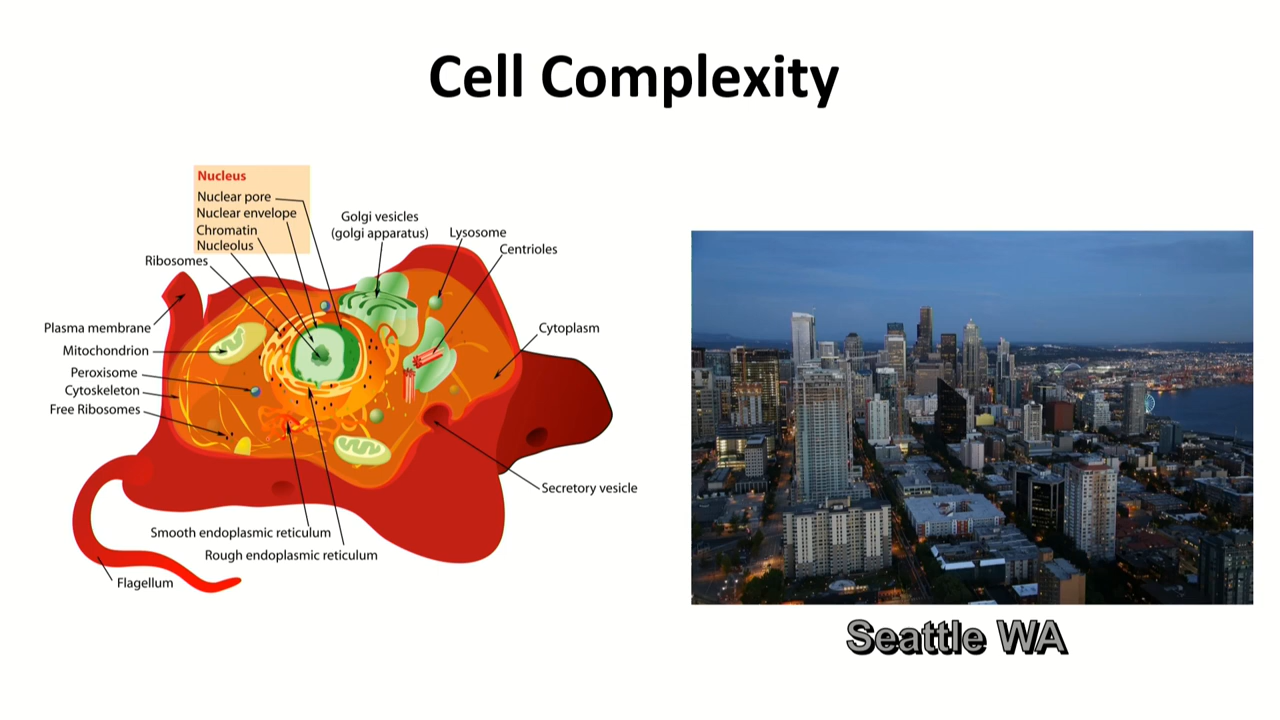 Cell Complexity
Nucleus
Nuclear pore
Nuclear envelope
Chromatin
Nucleolus
Ribosomes
Golgi vesicles
(golgi apparatus)
Lysosome
Centrioles
Plasma membrane
Mitochondrion
Peroxisome
Cytoskeleton
Free Ribosomes
Cytoplasm
Secretory vesicle
Smooth endoplasmic reticulum
Rough endoplasmic reticulum
Flagellum
Seattle WA